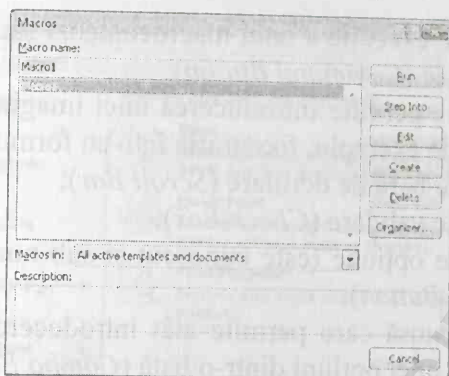 Macros
Macro name:
Macro1
Run
Step Into
Edit
Create
Delete
Organizer...
Macros in: All active templates and documents
Description:
Cancel